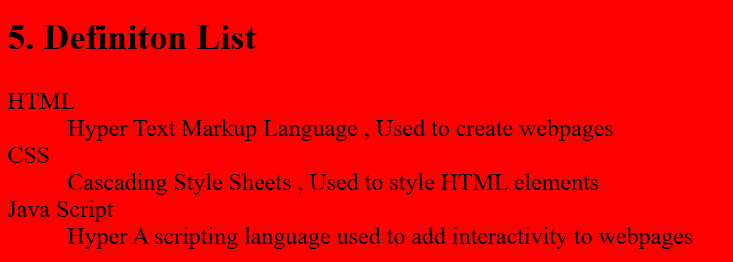 5. Definiton List
HTML
Hyper Text Markup Language , Used to create webpages
CSS
Cascading Style Sheets , Used to style HTML elements
Java Script
Hyper A scripting language used to add interactivity to webpages